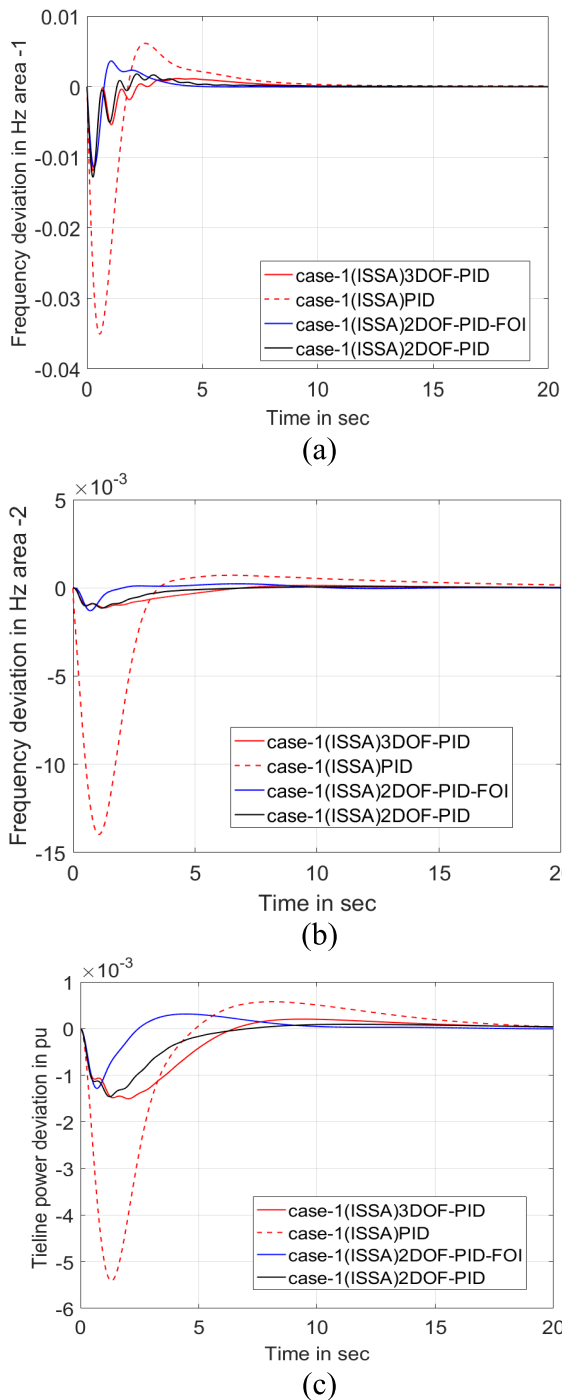 Frequency deviation in Hz area -1
0.01
0
-0.01
-0.02
-0.03
-0.04
case-1(ISSA)3DOF-PID
case-1(ISSA)PID
case-1(ISSA)2DOF-PID-FOI
case-1(ISSA)2DOF-PID
0 5 10 15 20
Time in sec
(a)
Frequency deviation in Hz area -2
×10⁻³
5
0
-5
-10
-15
case-1(ISSA)3DOF-PID
case-1(ISSA)PID
case-1(ISSA)2DOF-PID-FOI
case-1(ISSA)2DOF-PID
0 5 10 15 20
Time in sec
(b)
Tieline power deviation in pu
×10⁻³
1
0
-1
-2
-3
-4
-5
-6
case-1(ISSA)3DOF-PID
case-1(ISSA)PID
case-1(ISSA)2DOF-PID-FOI
case-1(ISSA)2DOF-PID
0 5 10 15 20
Time in sec
(c)